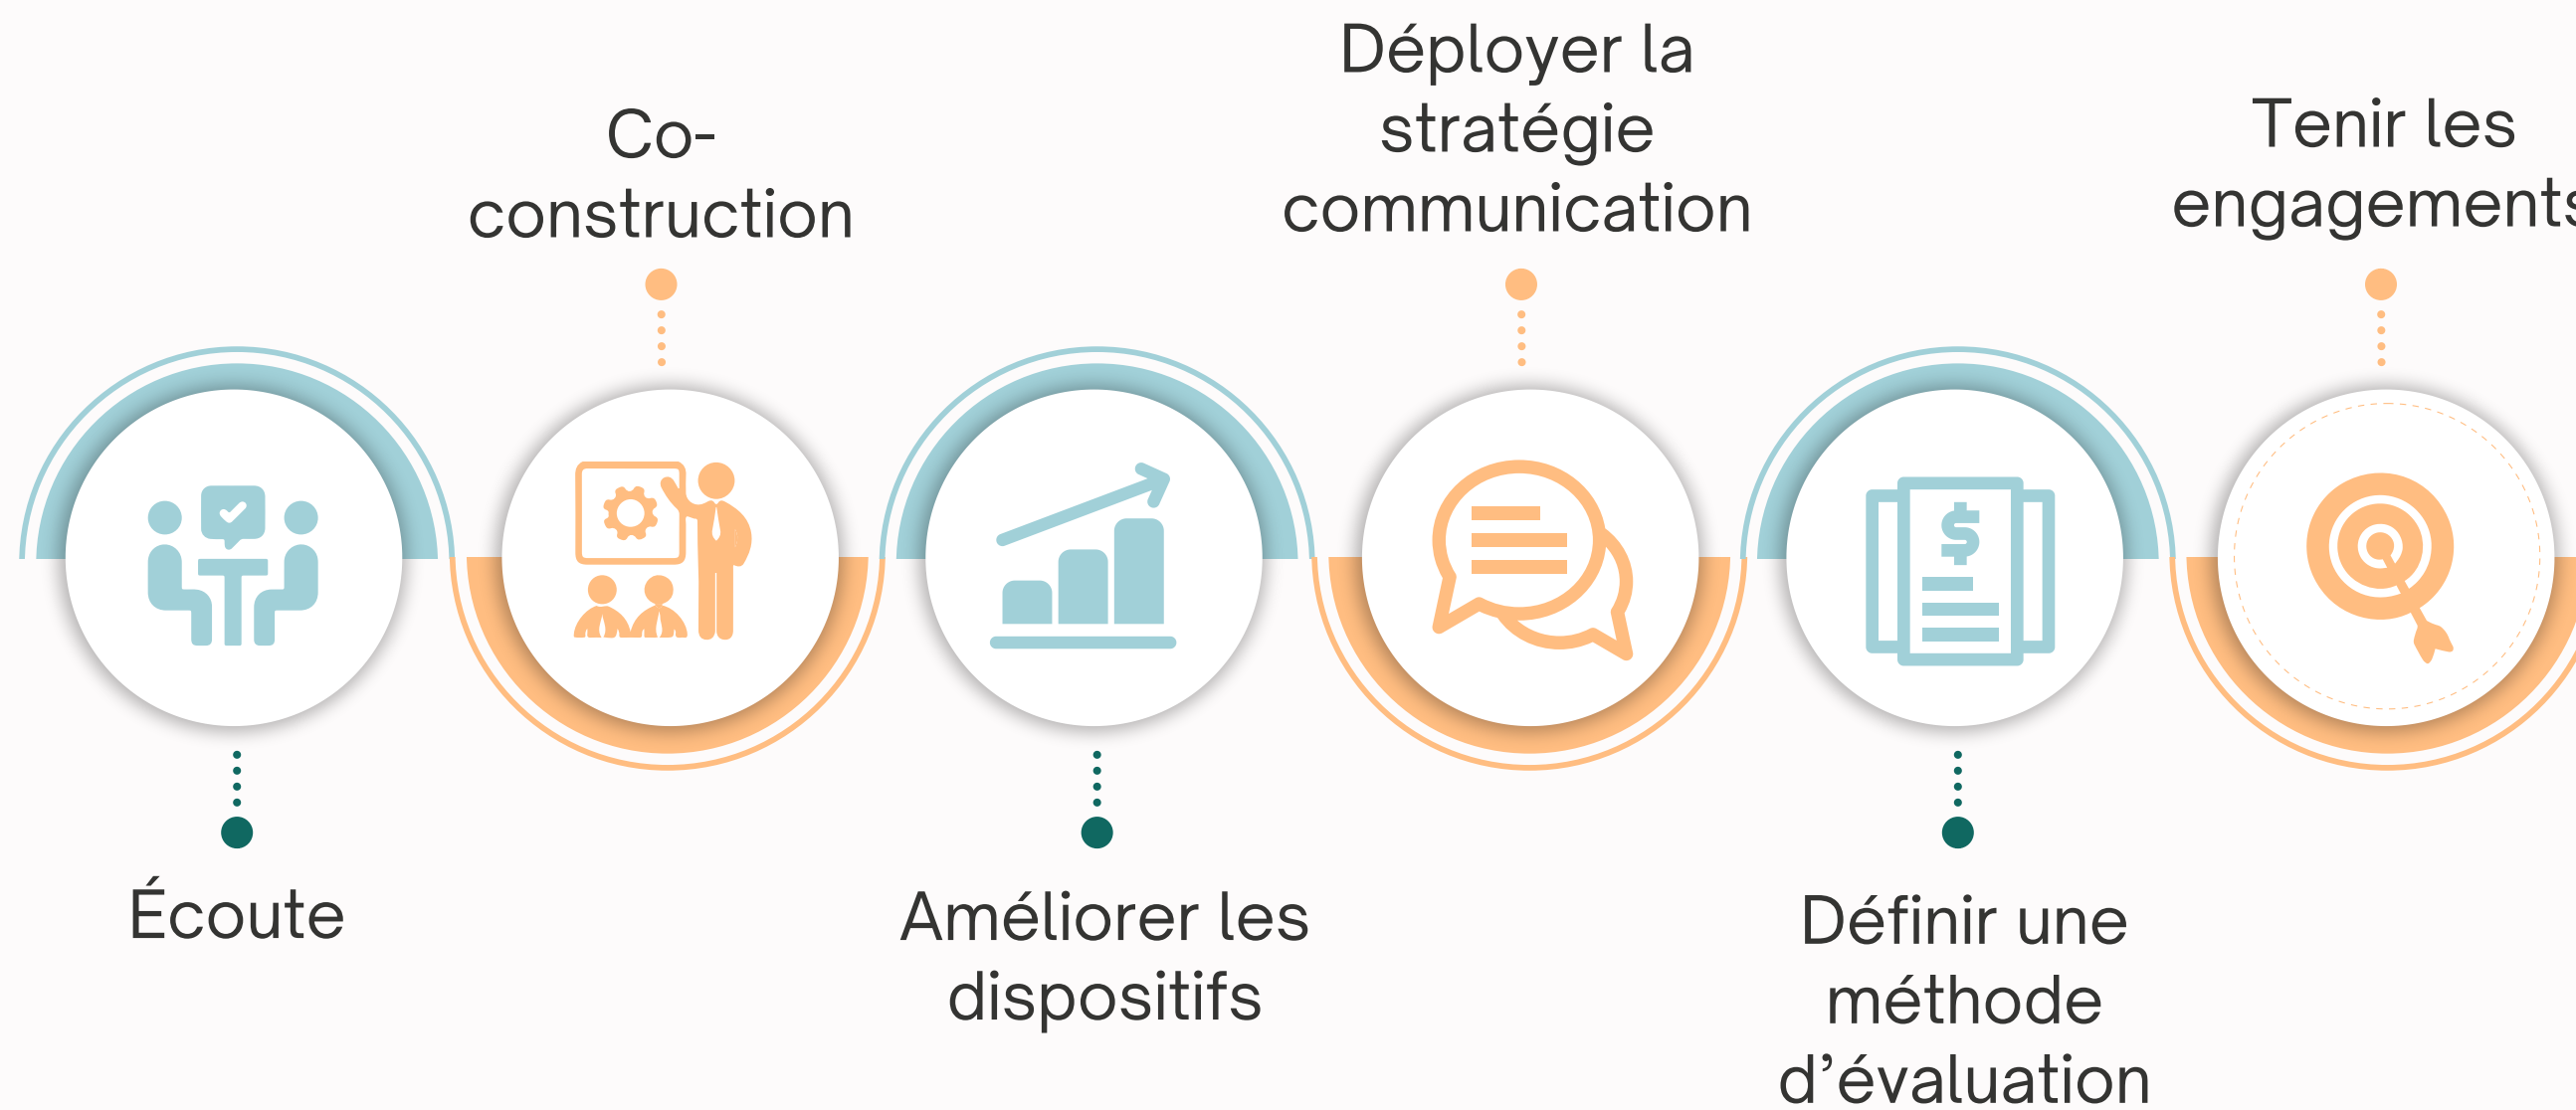 Écoute
Co-
construction
Améliorer les
dispositifs
Déployer la
stratégie
communication
$
Définir une
méthode
d’évaluation
Tenir les
engagements